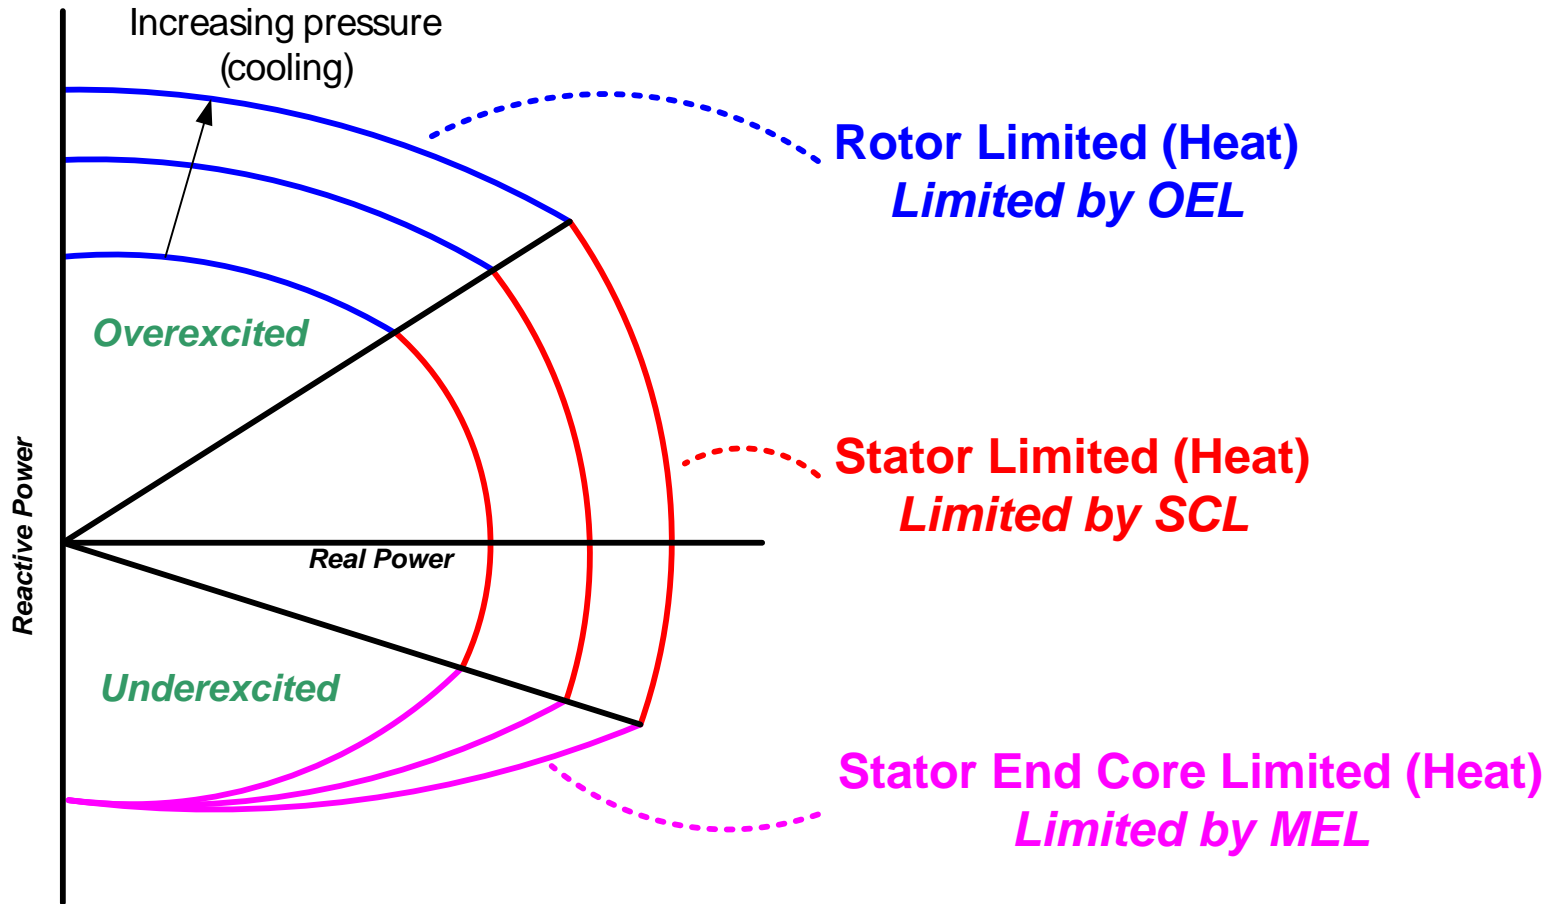 Increasing pressure
(cooling)
Rotor Limited (Heat)
Limited by OEL
Overexcited
Reactive Power
Stator Limited (Heat)
Limited by SCL
Real Power
Underexcited
Stator End Core Limited (Heat)
Limited by MEL